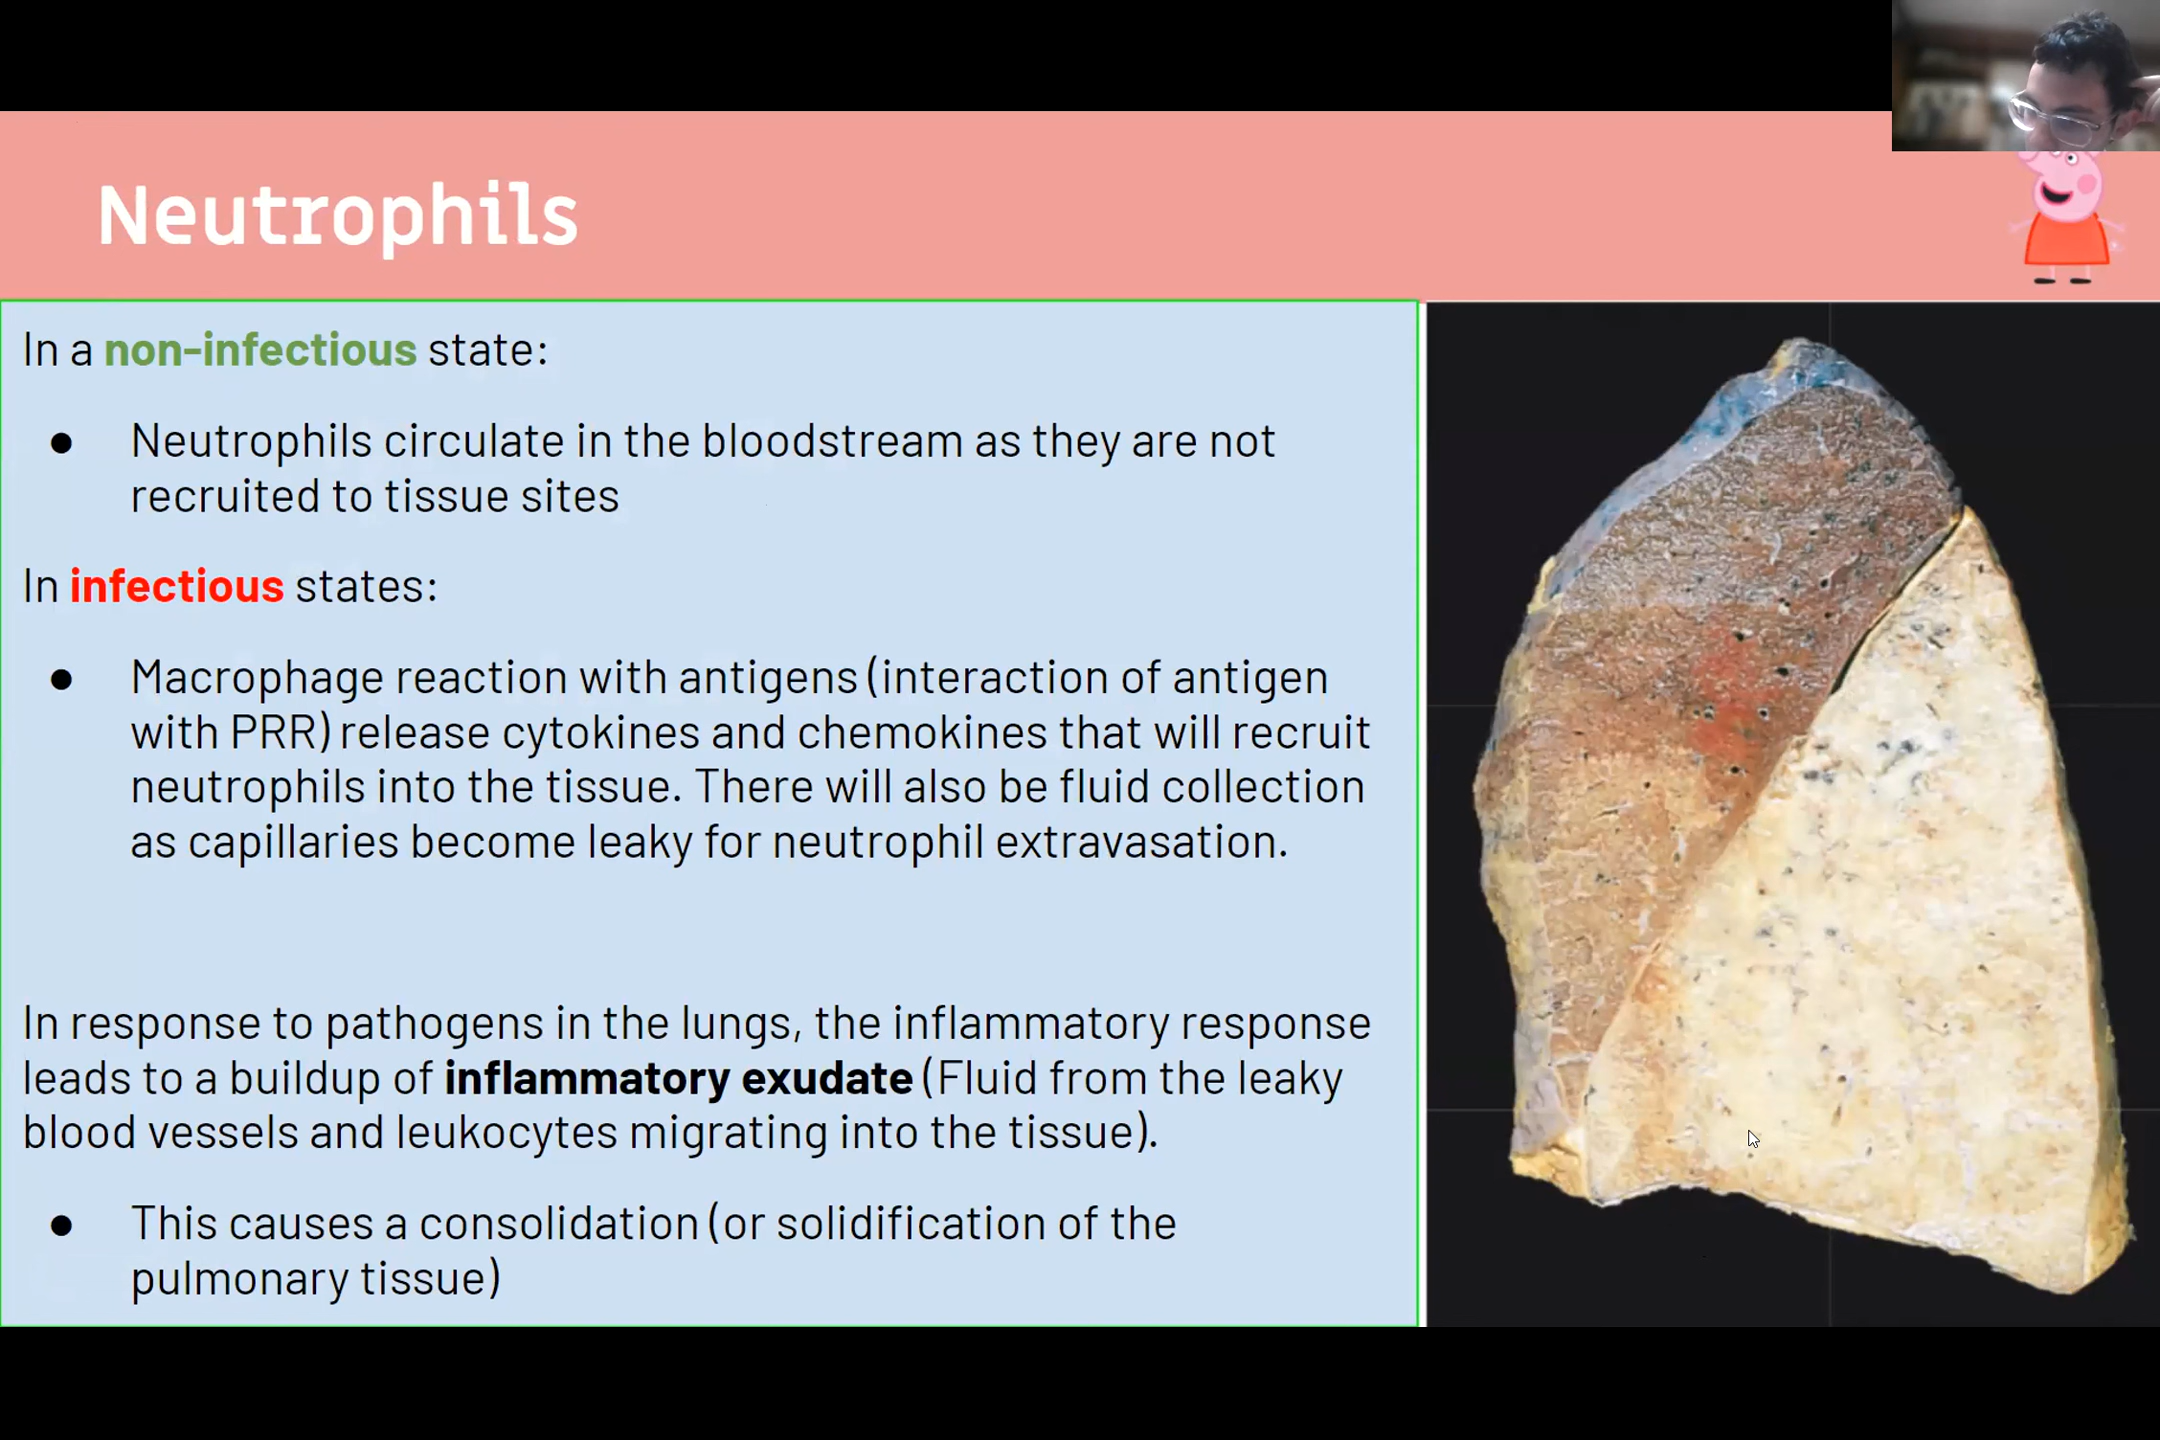 Neutrophils
In a non-infectious state:
● Neutrophils circulate in the bloodstream as they are not
recruited to tissue sites
In infectious states:
● Macrophage reaction with antigens (interaction of antigen
with PRR) release cytokines and chemokines that will recruit
neutrophils into the tissue. There will also be fluid collection
as capillaries become leaky for neutrophil extravasation.
In response to pathogens in the lungs, the inflammatory response
leads to a buildup of inflammatory exudate (Fluid from the leaky
blood vessels and leukocytes migrating into the tissue).
● This causes a consolidation (or solidification of the
pulmonary tissue)